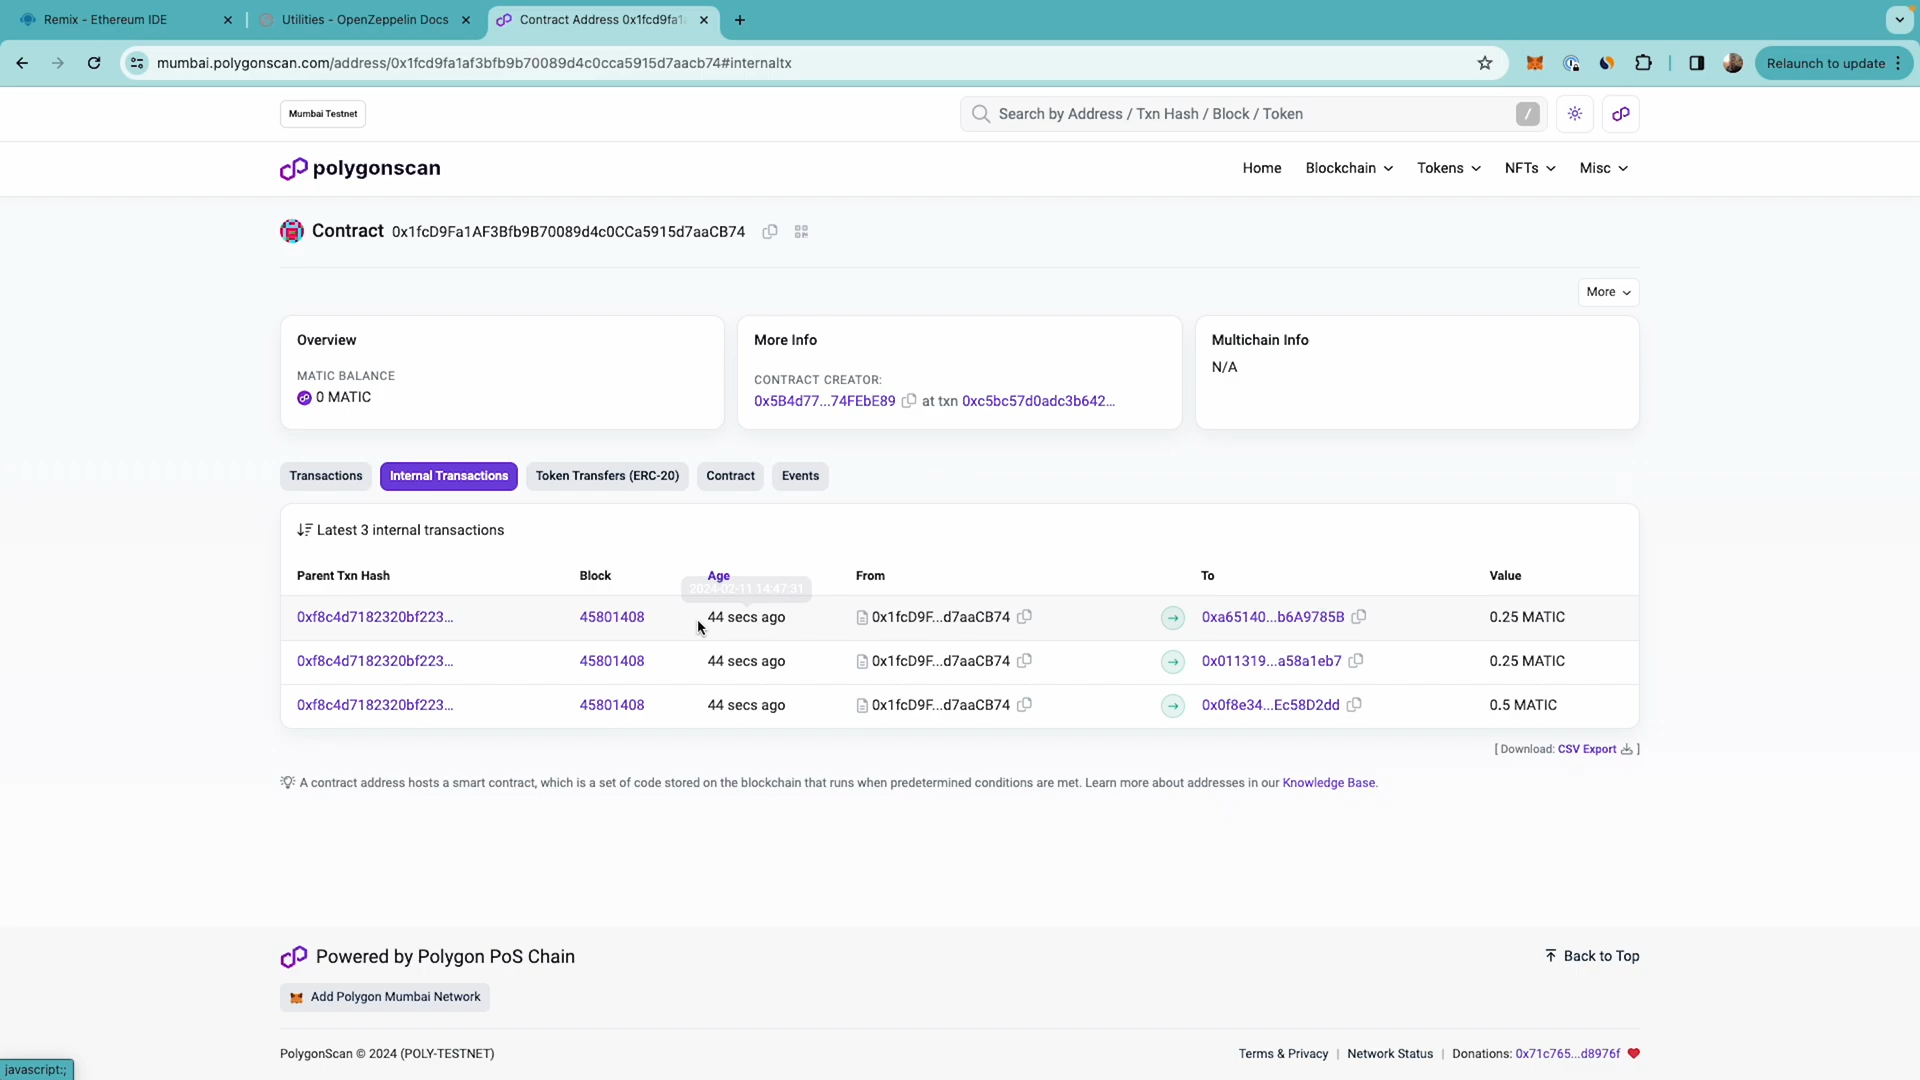 Remix - Ethereum IDE
Utilities - OpenZeppelin Docs
Contract Address 0x1fcd9fa1a
mumbai.polygonscan.com/address/0x1fcd9fa1af3bfb9b70089d4c0cca5915d7aacb74#internaltx
Relaunch to update
Mumbai Testnet
Search by Address / Txn Hash / Block / Token
/
polygonscan
Home Blockchain Tokens NFTs Misc
Contract 0x1fcD9Fa1AF3Bfb9B70089d4c0CCa5915d7aaCB74
More
Overview
MATIC BALANCE
0 MATIC
More Info
CONTRACT CREATOR:
0x5B4d77...74FEbE89 at txn 0xc5bc57d0adc3b642...
Multichain Info
N/A
Transactions Internal Transactions Token Transfers (ERC-20) Contract Events
Latest 3 internal transactions
Parent Txn Hash Block Age From To Value
2024-02-11 14:47:31
0xf8c4d7182320bf223... 45801408 44 secs ago 0x1fcD9F...d7aaCB74 0xa65140...b6A9785B 0.25 MATIC
0xf8c4d7182320bf223... 45801408 44 secs ago 0x1fcD9F...d7aaCB74 0x011319...a58a1eb7 0.25 MATIC
0xf8c4d7182320bf223... 45801408 44 secs ago 0x1fcD9F...d7aaCB74 0x0f8e34...Ec58D2dd 0.5 MATIC
[ Download: CSV Export ]
A contract address hosts a smart contract, which is a set of code stored on the blockchain that runs when predetermined conditions are met. Learn more about addresses in our Knowledge Base.
Powered by Polygon PoS Chain
Back to Top
Add Polygon Mumbai Network
PolygonScan © 2024 (POLY-TESTNET)
Terms & Privacy | Network Status | Donations: 0x71c765...d8976f
javascript:;